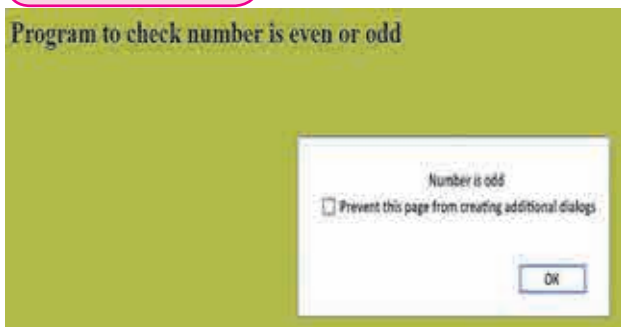 Program to check number is even or odd
Number is odd
Prevent this page from creating additional dialogs
OK